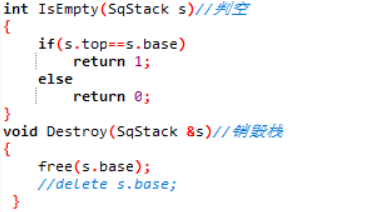 int IsEmpty(SqStack s)//判空
{
    if(s.top==s.base)
        return 1;
    else
        return 0;
}
void Destroy(SqStack &s)//销毁栈
{
    free(s.base);
    //delete s.base;
}